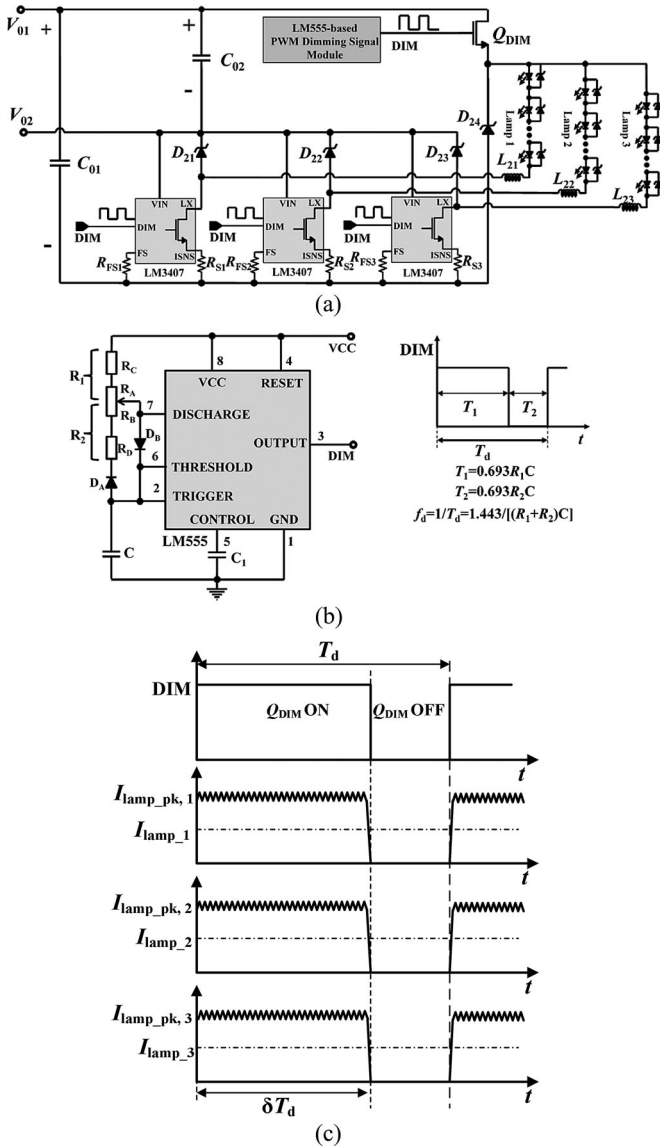 V01
+
+
C02
-
LM555-based
PWM Dimming Signal
Module
DIM
QDIM
V02
C01
-
D21
D22
D23
D24
Lamp 1
Lamp 2
Lamp 3
L21
L22
L23
VIN
LX
VIN
LX
VIN
LX
DIM
DIM
DIM
DIM
DIM
DIM
FS
ISNS
FS
ISNS
FS
ISNS
RFS1
LM3407
RS1
RFS2
LM3407
RS2
RFS3
LM3407
RS3
(a)
VCC
8
4
R1
RC
RA
R2
RB
RD
7
DB
6
DA
2
VCC
RESET
DISCHARGE
OUTPUT
3
DIM
THRESHOLD
TRIGGER
CONTROL
GND
LM555
5
1
C
C1
DIM
T1
T2
t
Td
T1=0.693R1C
T2=0.693R2C
fd=1/Td=1.443/[(R1+R2)C]
(b)
Td
DIM
QDIM ON
QDIM OFF
t
Ilamp_pk, 1
Ilamp_1
t
Ilamp_pk, 2
Ilamp_2
t
Ilamp_pk, 3
Ilamp_3
t
δTd
(c)